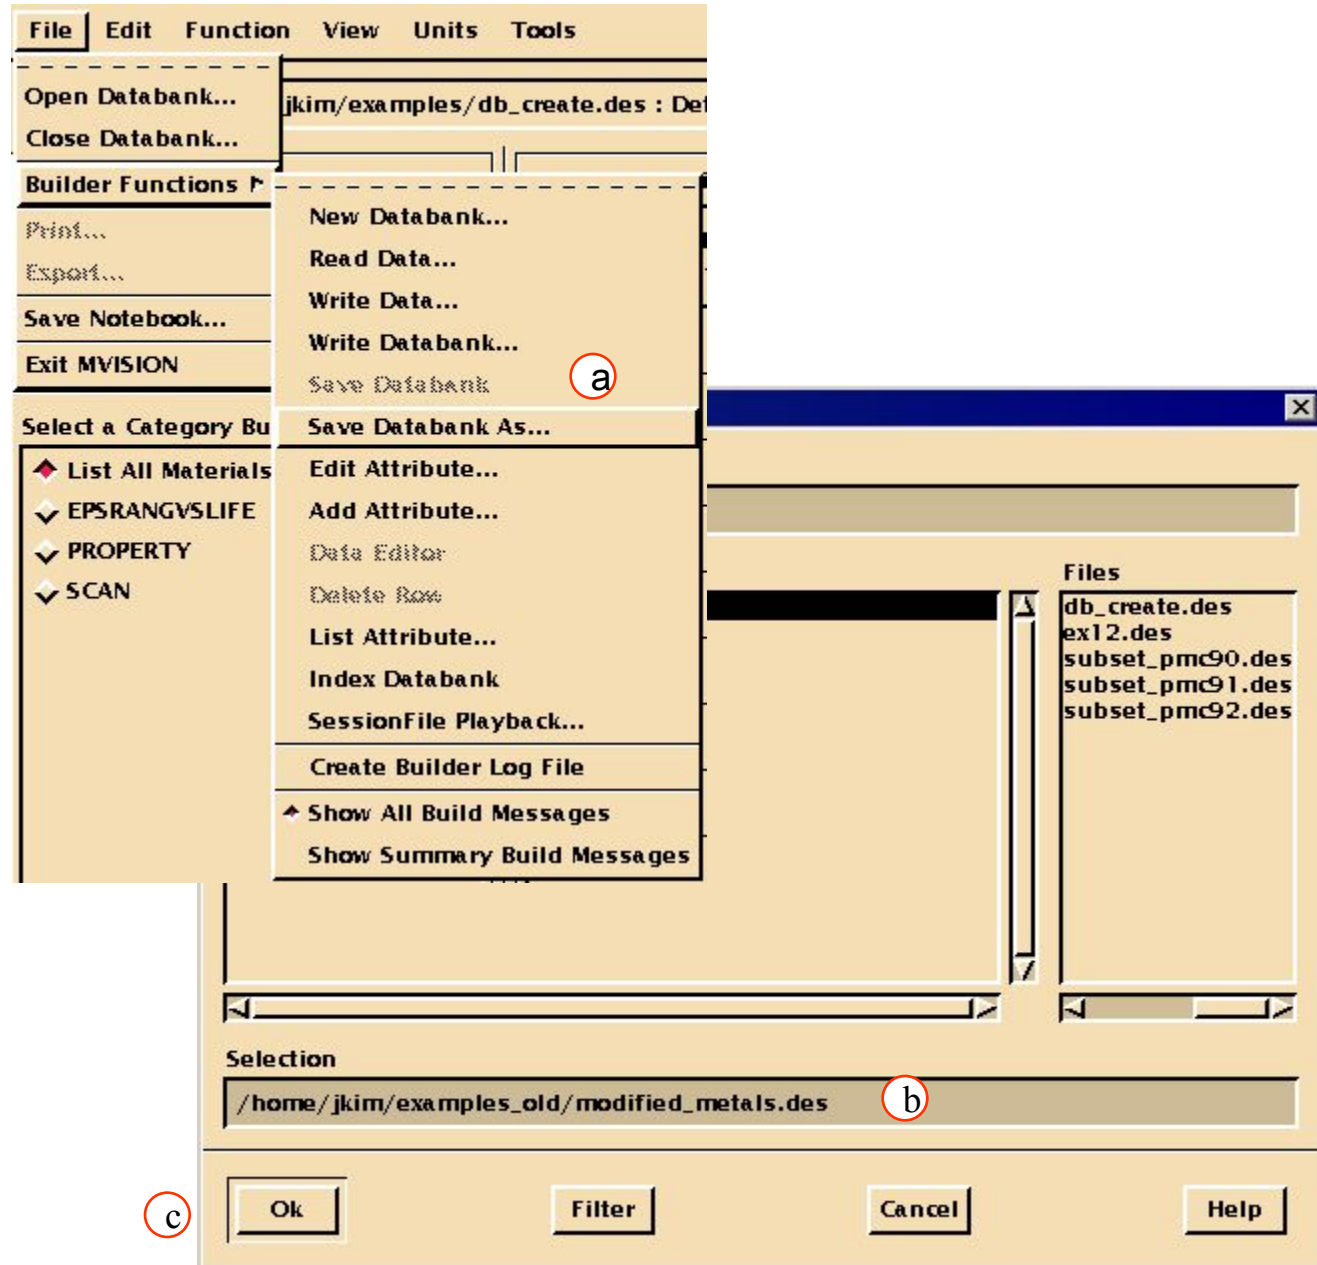 File Edit Function View Units Tools
Open Databank...
Close Databank...
jkim/examples/db_create.des : Def
Builder Functions
Print...
Export...
Save Notebook...
Exit MVISION
New Databank...
Read Data...
Write Data...
Write Databank...
Save Databank
a
Save Databank As...
Edit Attribute...
Add Attribute...
Data Editor
Delete Row
List Attribute...
Index Databank
SessionFile Playback...
Create Builder Log File
Show All Build Messages
Show Summary Build Messages
Select a Category Bu
List All Materials
EPSRANGVSLIFE
PROPERTY
SCAN
Files
db_create.des
ex12.des
subset_pmc90.des
subset_pmc91.des
subset_pmc92.des
Selection
/home/jkim/examples_old/modified_metals.des
b
c
Ok Filter Cancel Help